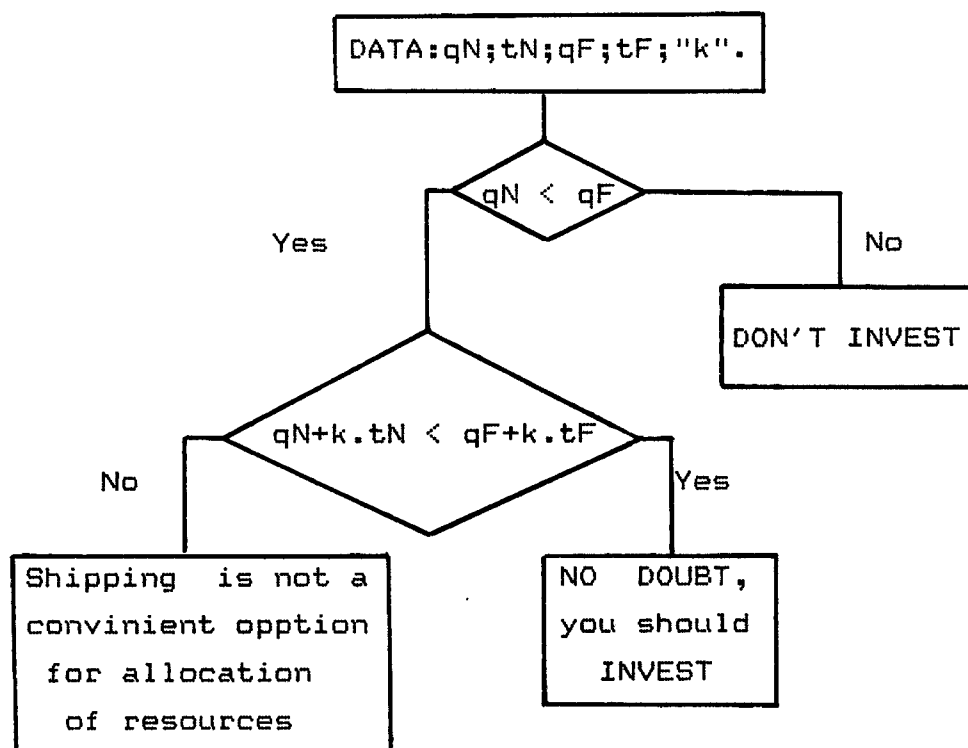 DATA:qN;tN;qF;tF;"k".
qN < qF
Yes
No
DON'T INVEST
qN+k.tN < qF+k.tF
No
Yes
Shipping is not a
convinient opption
for allocation
of resources
NO DOUBT,
you should
INVEST